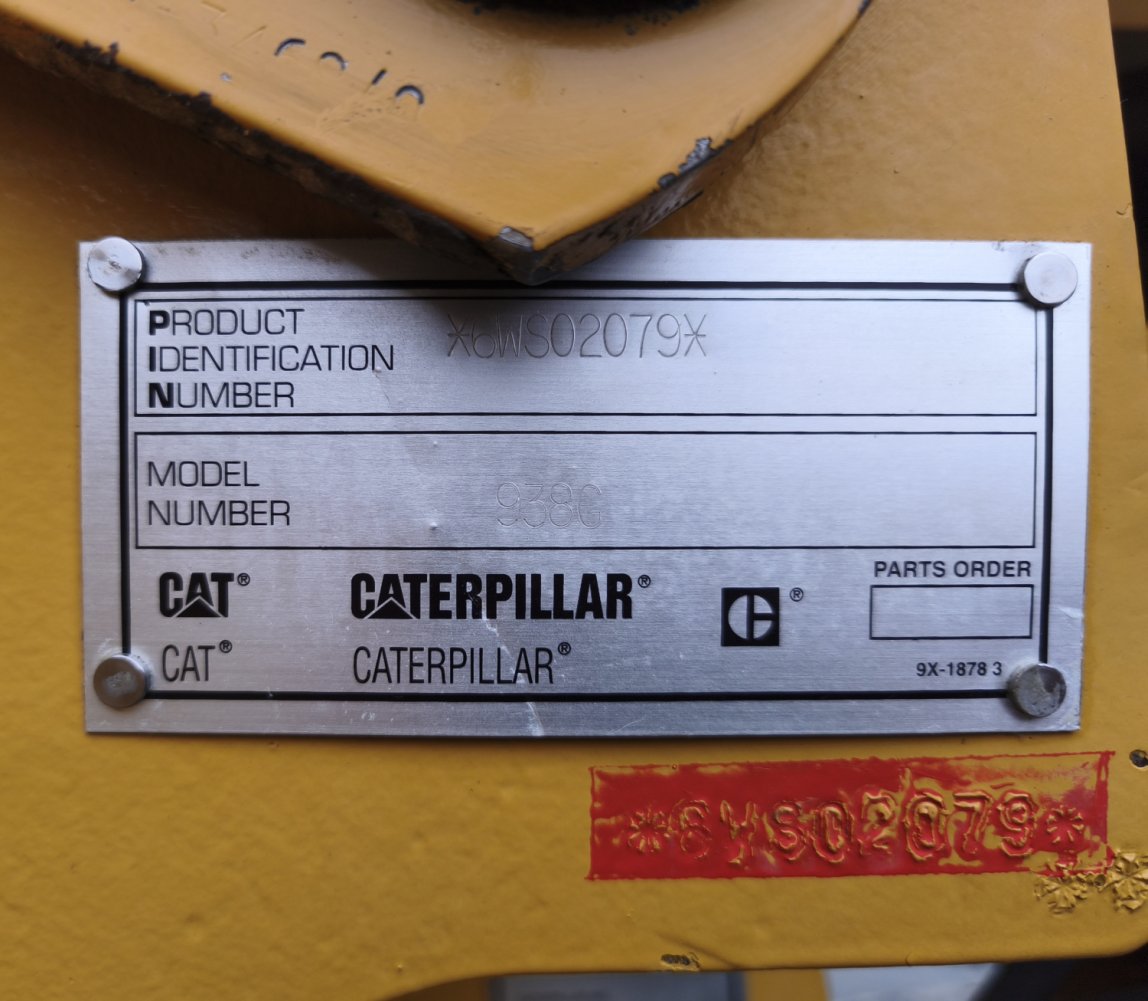 PRODUCT
IDENTIFICATION
NUMBER
*6WS02079*
MODEL
NUMBER
938G
CAT® CATERPILLAR® ®
PARTS ORDER
CAT® CATERPILLAR®
9X-1878 3
*6WS02079*